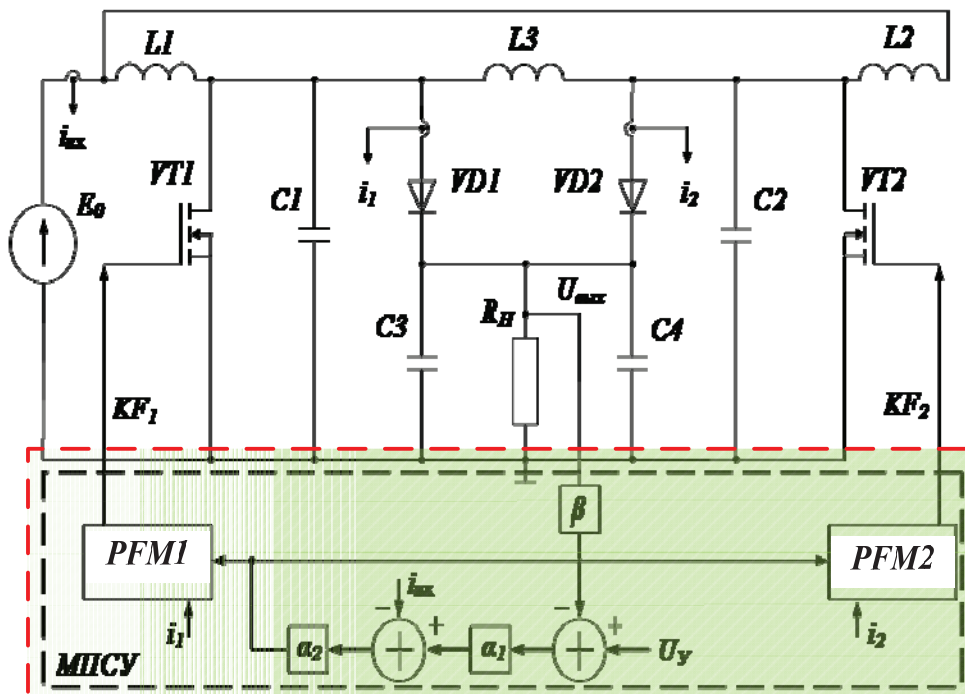 L1
L3
L2
iвх
E0
VT1
C1
i1
VD1
VD2
i2
C2
VT2
Uвых
C3
RH
C4
KF1
KF2
β
PFM1
PFM2
iвх
i1
−
+
−
+
i2
α2
α1
UУ
МПСУ